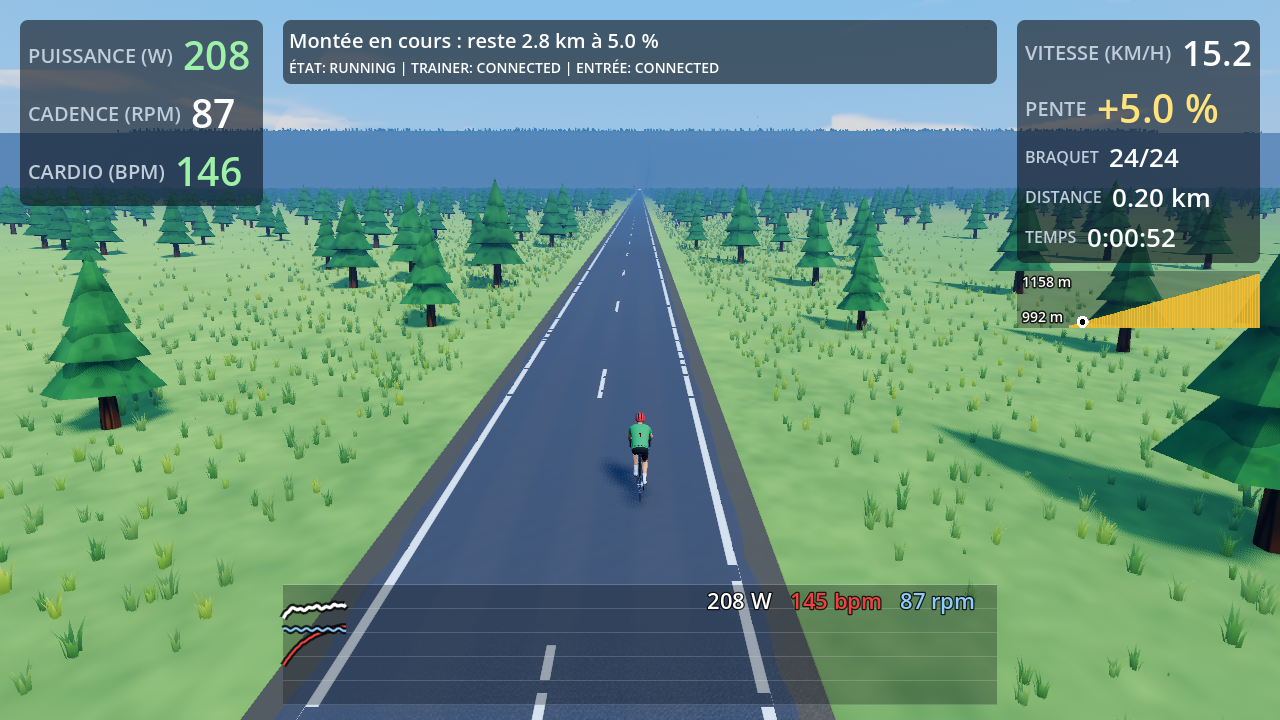 PUISSANCE (W) 208
CADENCE (RPM) 87
CARDIO (BPM) 146
Montée en cours : reste 2.8 km à 5.0 %
ÉTAT: RUNNING | TRAINER: CONNECTED | ENTRÉE: CONNECTED
VITESSE (KM/H) 15.2
PENTE +5.0 %
BRAQUET 24/24
DISTANCE 0.20 km
TEMPS 0:00:52
1158 m
992 m
208 W 145 bpm 87 rpm